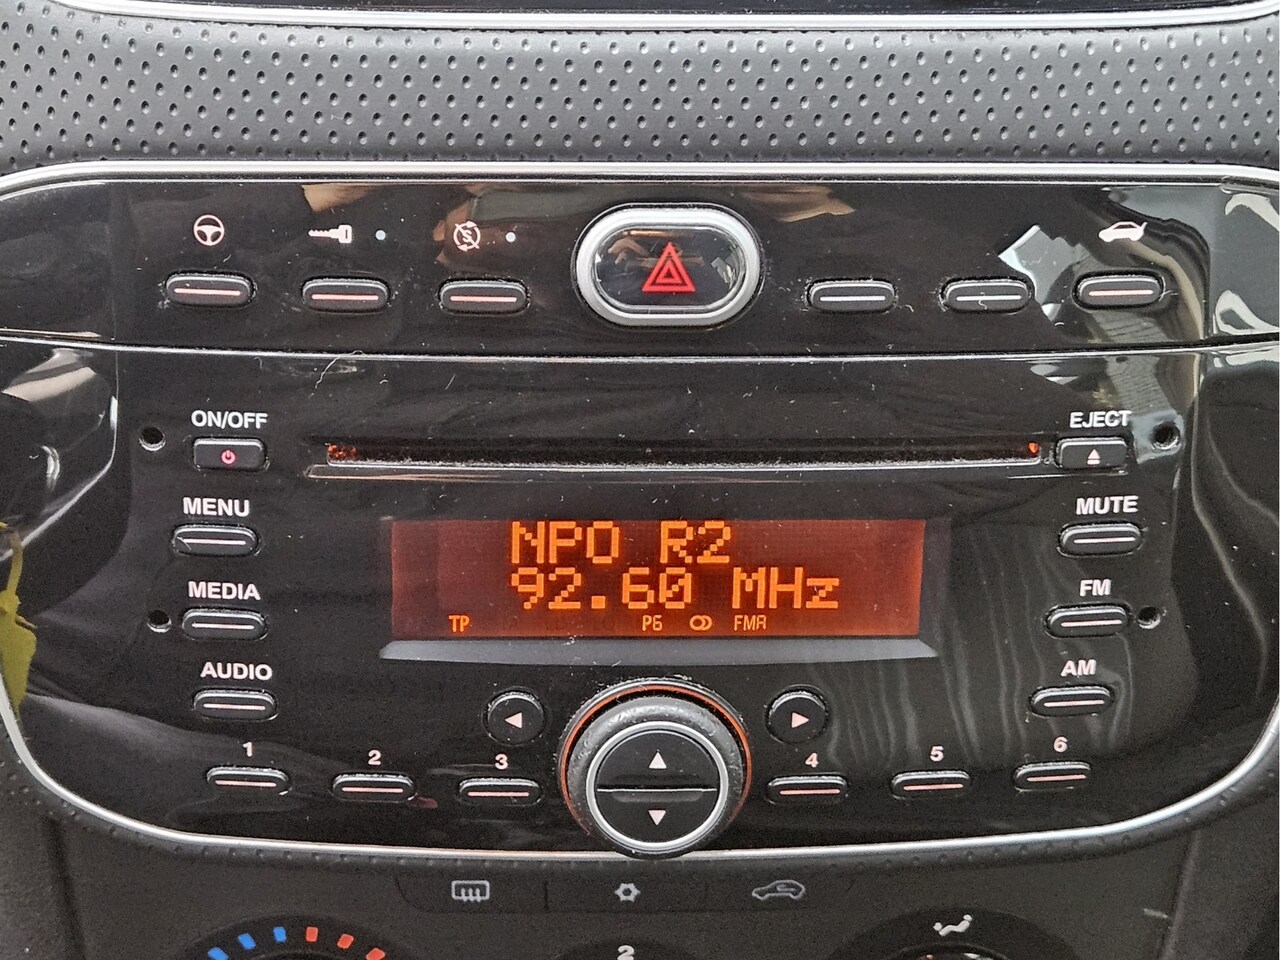 ON/OFF
EJECT
MENU
NPO R2
MUTE
92.60 MHz
MEDIA
FM
TP P6 FMA
AUDIO
AM
1 2 3 4 5 6
2